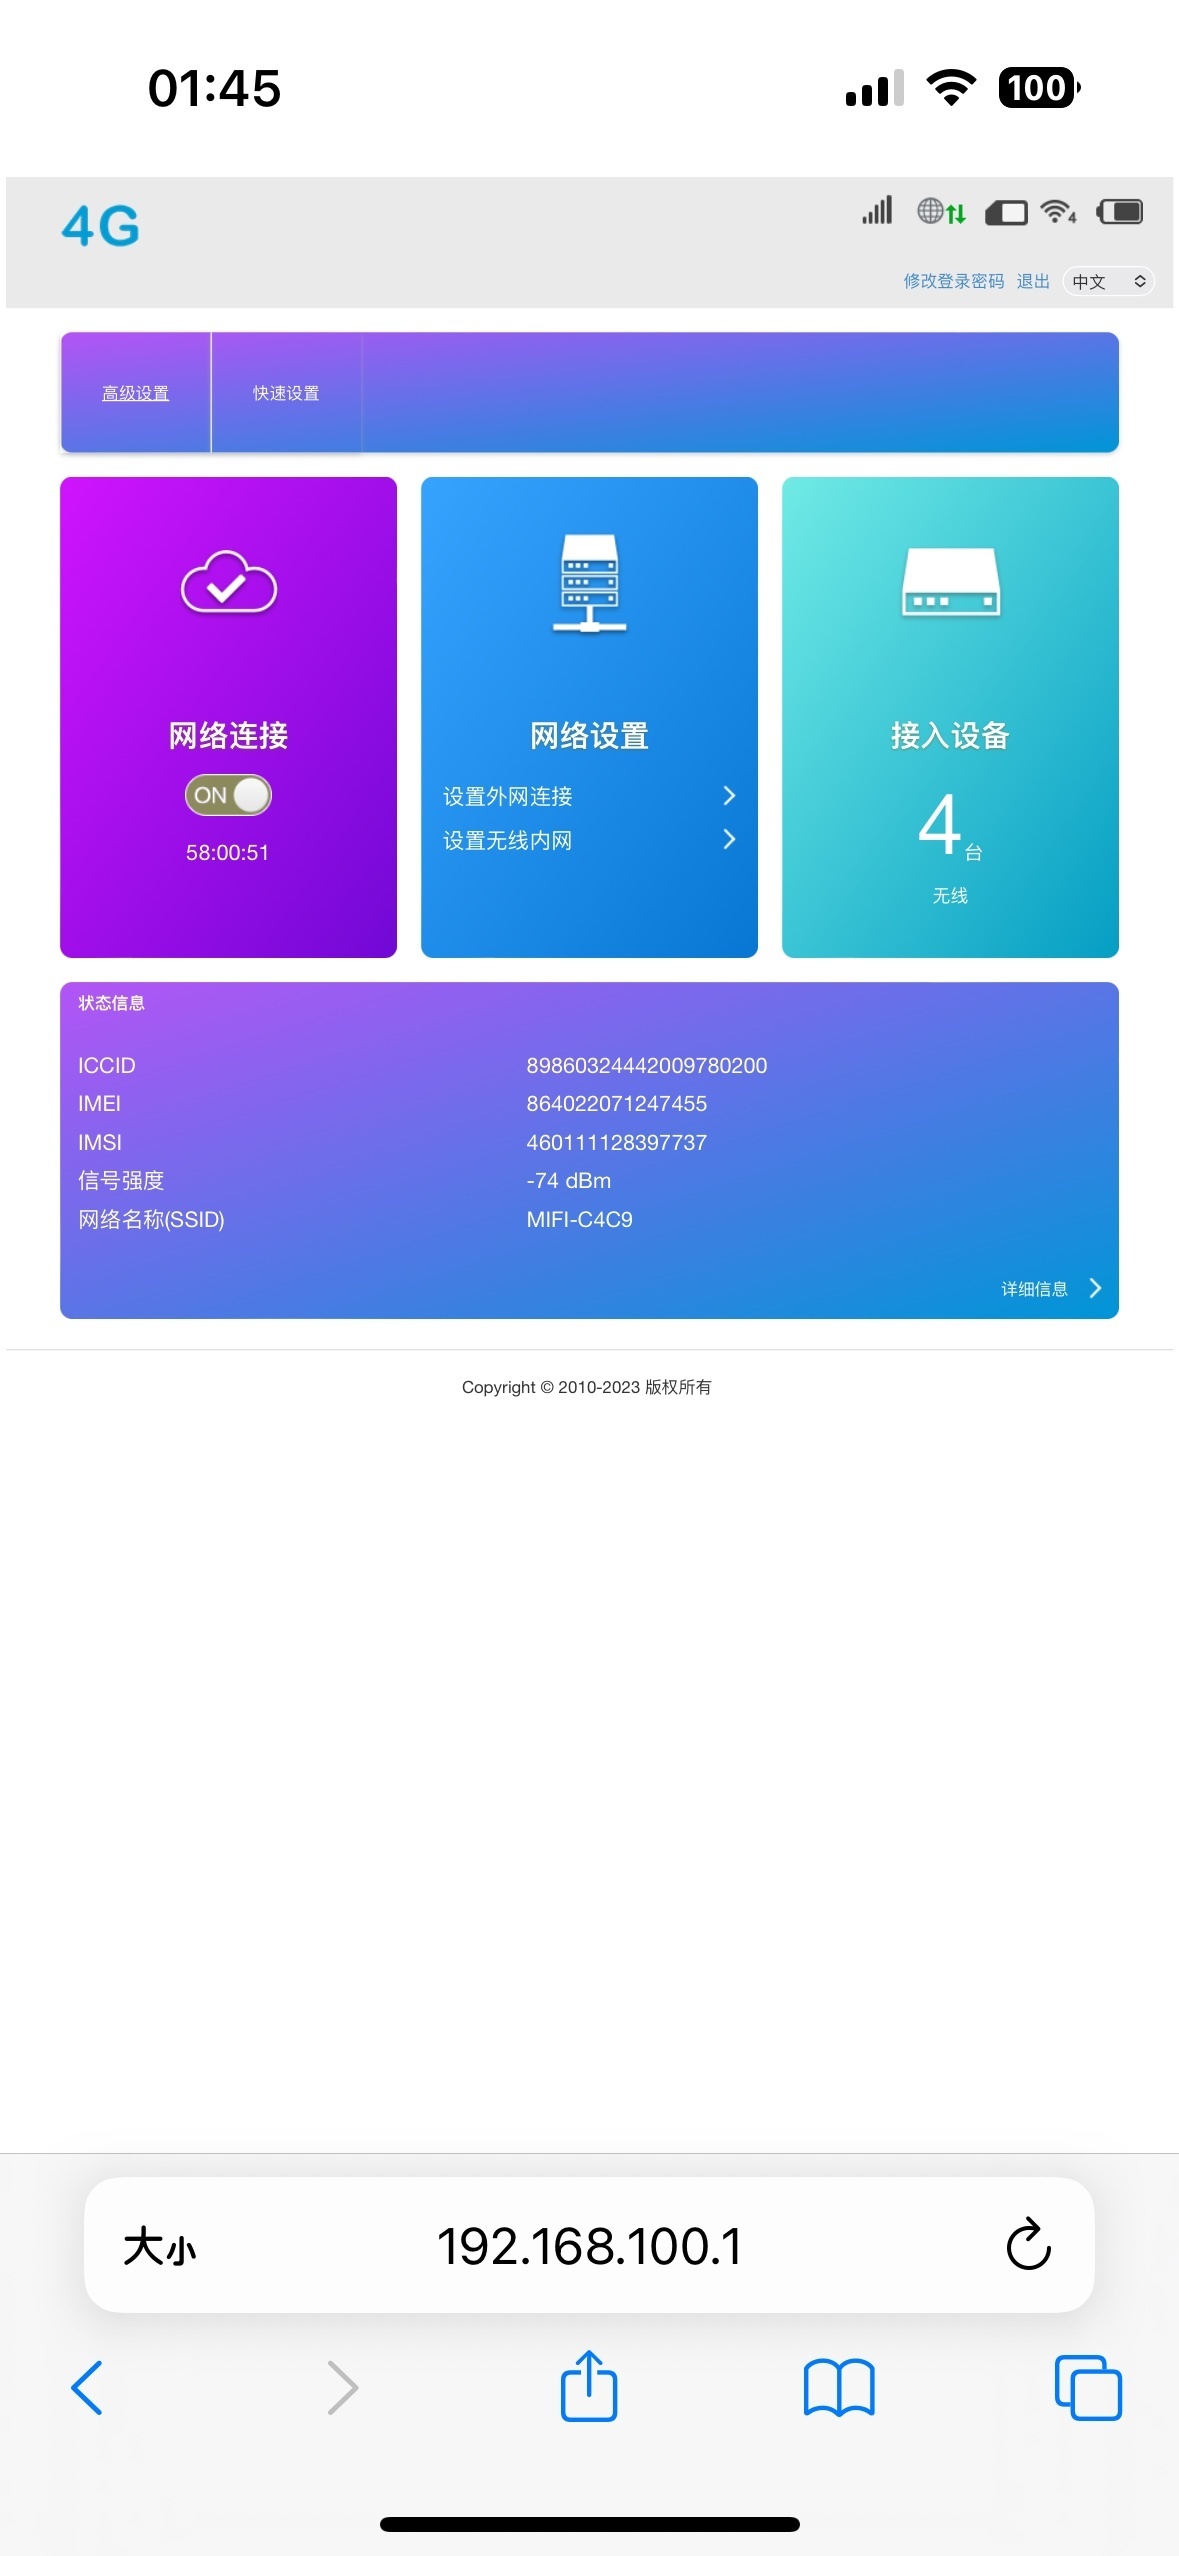 01:45
100
4G
4
修改登录密码 退出 中文
高级设置 快速设置
网络连接
ON
58:00:51
网络设置
设置外网连接
设置无线内网
接入设备
4台
无线
状态信息
ICCID 89860324442009780200
IMEI 864022071247455
IMSI 460111128397737
信号强度 -74 dBm
网络名称(SSID) MIFI-C4C9
详细信息
Copyright © 2010-2023 版权所有
大小 192.168.100.1